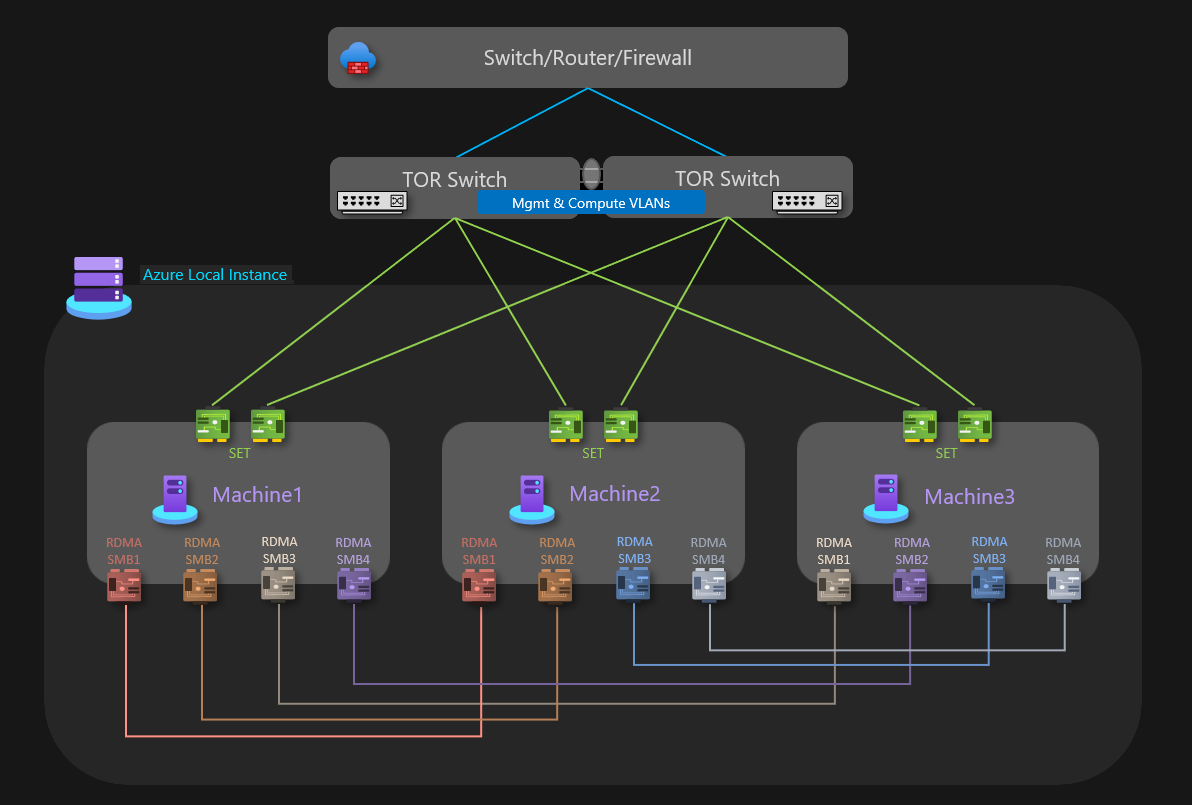 Switch/Router/Firewall
TOR Switch
TOR Switch
Mgmt & Compute VLANs
Azure Local Instance
SET
SET
SET
Machine1
Machine2
Machine3
RDMA
SMB1
RDMA
SMB2
RDMA
SMB3
RDMA
SMB4
RDMA
SMB1
RDMA
SMB2
RDMA
SMB3
RDMA
SMB4
RDMA
SMB1
RDMA
SMB2
RDMA
SMB3
RDMA
SMB4